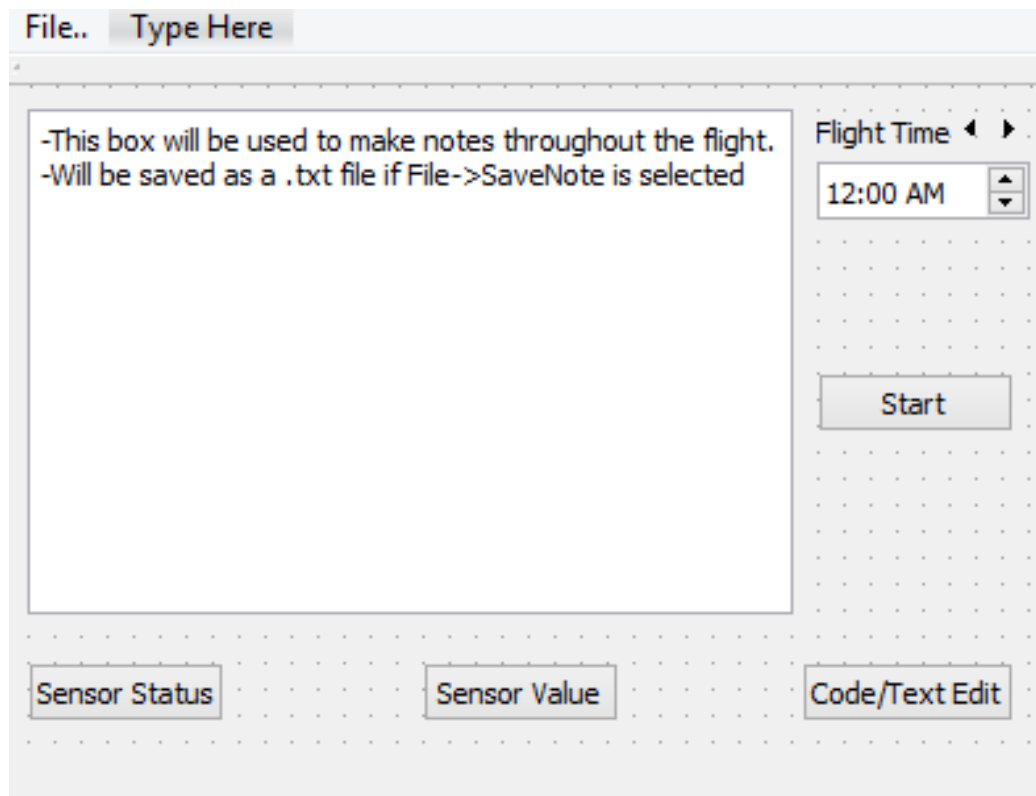 File.. Type Here
-This box will be used to make notes throughout the flight.
-Will be saved as a .txt file if File->SaveNote is selected
Flight Time
12:00 AM
Start
Sensor Status
Sensor Value
Code/Text Edit